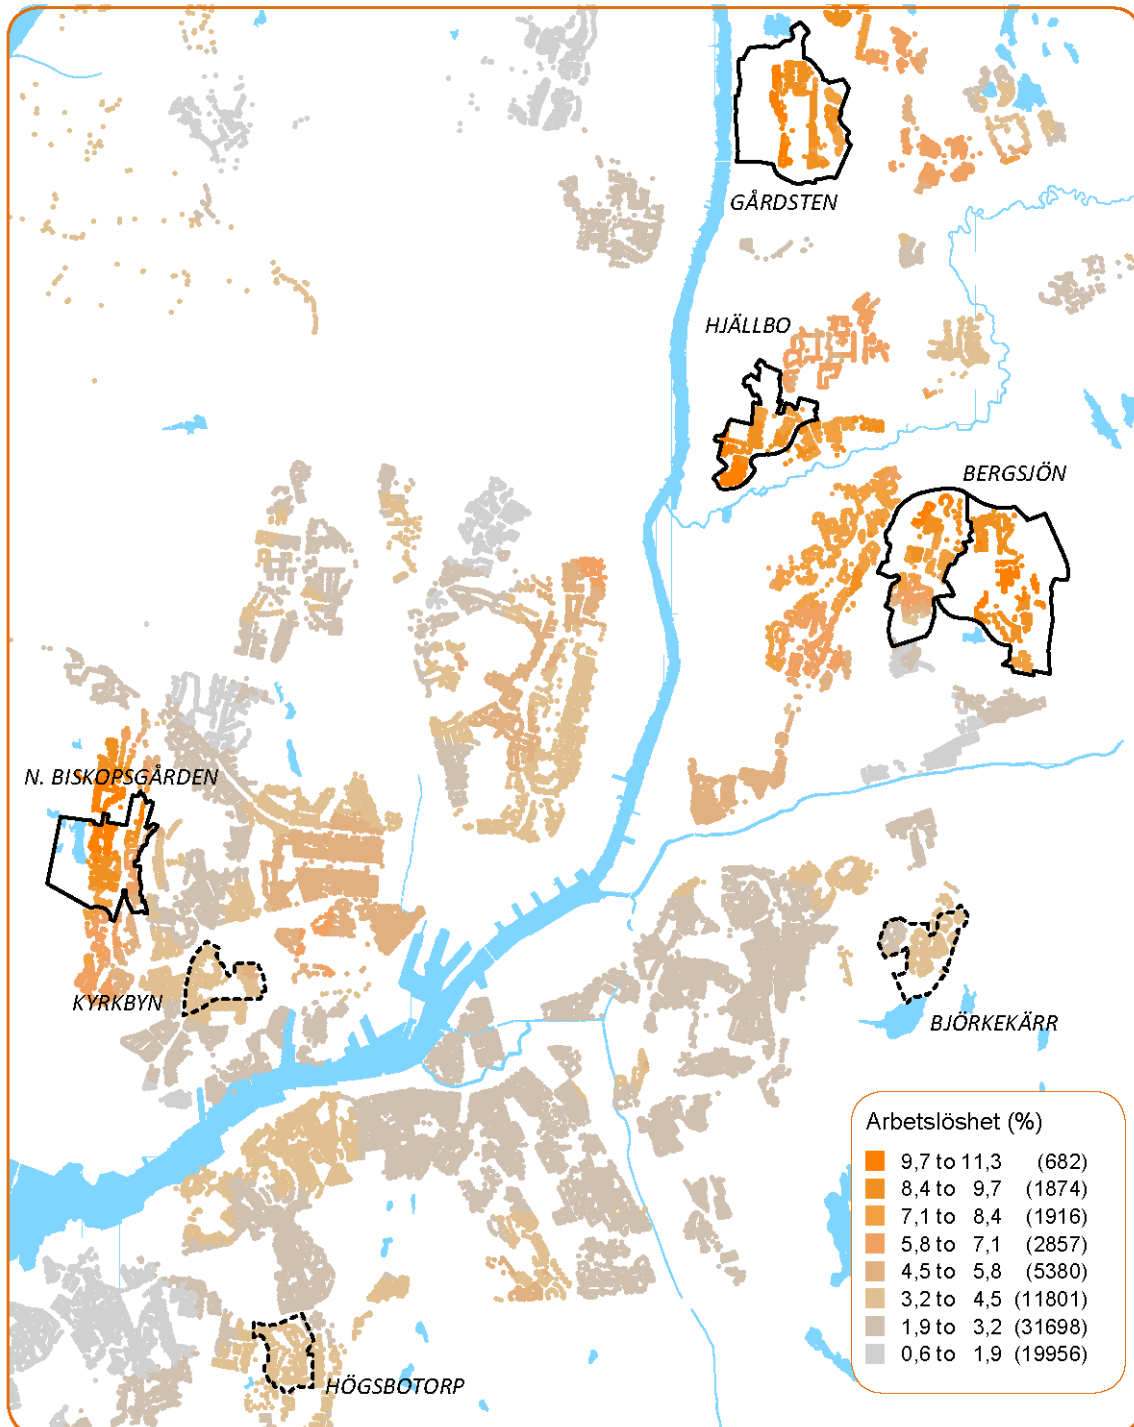 GÅRDSTEN
HJÄLLBO
BERGSJÖN
N. BISKOPSGÅRDEN
KYRKBYN
BJÖRKEKÄRR
HÖGSBOTORP
Arbetslöshet (%)
9,7 to 11,3 (682)
8,4 to 9,7 (1874)
7,1 to 8,4 (1916)
5,8 to 7,1 (2857)
4,5 to 5,8 (5380)
3,2 to 4,5 (11801)
1,9 to 3,2 (31698)
0,6 to 1,9 (19956)